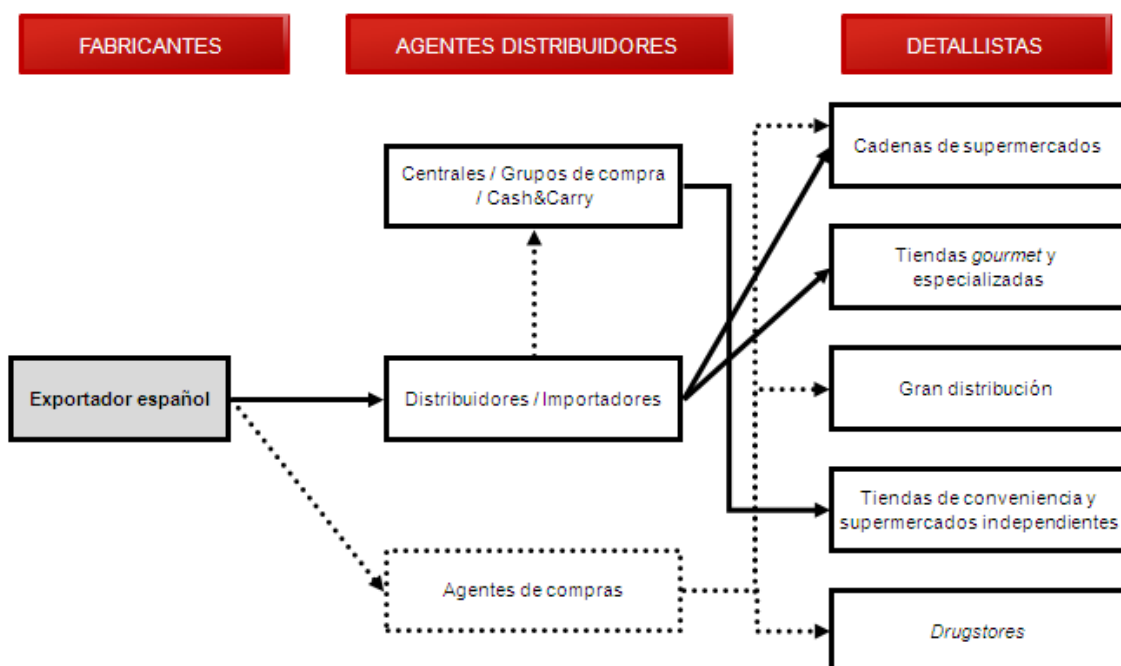 FABRICANTES
AGENTES DISTRIBUIDORES
DETALLISTAS
Cadenas de supermercados
Centrales / Grupos de compra
/ Cash&Carry
Tiendas gourmet y
especializadas
Exportador español
Distribuidores / Importadores
Gran distribución
Tiendas de conveniencia y
supermercados independientes
Agentes de compras
Drugstores